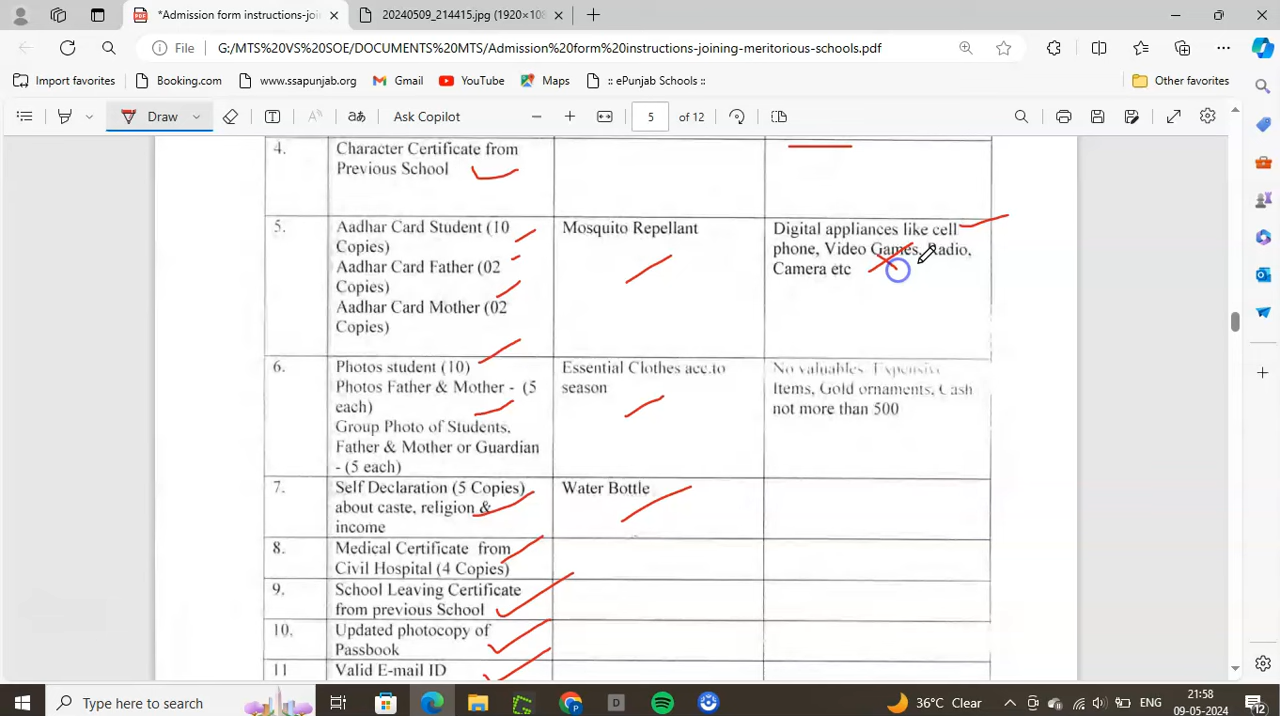 *Admission form instructions-joi
20240509_214415.jpg (1920×108
File
G:/MTS%20VS%20SOE/DOCUMENTS%20MTS/Admission%20form%20instructions-joining-meritorious-schools.pdf
Import favorites
Booking.com
www.ssapunjab.org
Gmail
YouTube
Maps
:: ePunjab Schools ::
Other favorites
Draw
Ask Copilot
5 of 12
4.
Character Certificate from
Previous School
5.
Aadhar Card Student (10
Copies)
Aadhar Card Father (02
Copies)
Aadhar Card Mother (02
Copies)
Mosquito Repellant
Digital appliances like cell
phone, Video Games, Radio,
Camera etc
6.
Photos student (10)
Photos Father & Mother - (5
each)
Group Photo of Students,
Father & Mother or Guardian
- (5 each)
Essential Clothes acc.to
season
No valuables Expensive
Items, Gold ornaments, Cash
not more than 500
7.
Self Declaration (5 Copies)
about caste, religion &
income
Water Bottle
8.
Medical Certificate from
Civil Hospital (4 Copies)
9.
School Leaving Certificate
from previous School
10.
Updated photocopy of
Passbook
11
Valid E-mail ID
Type here to search
36°C Clear
ENG
21:58
09-05-2024
12